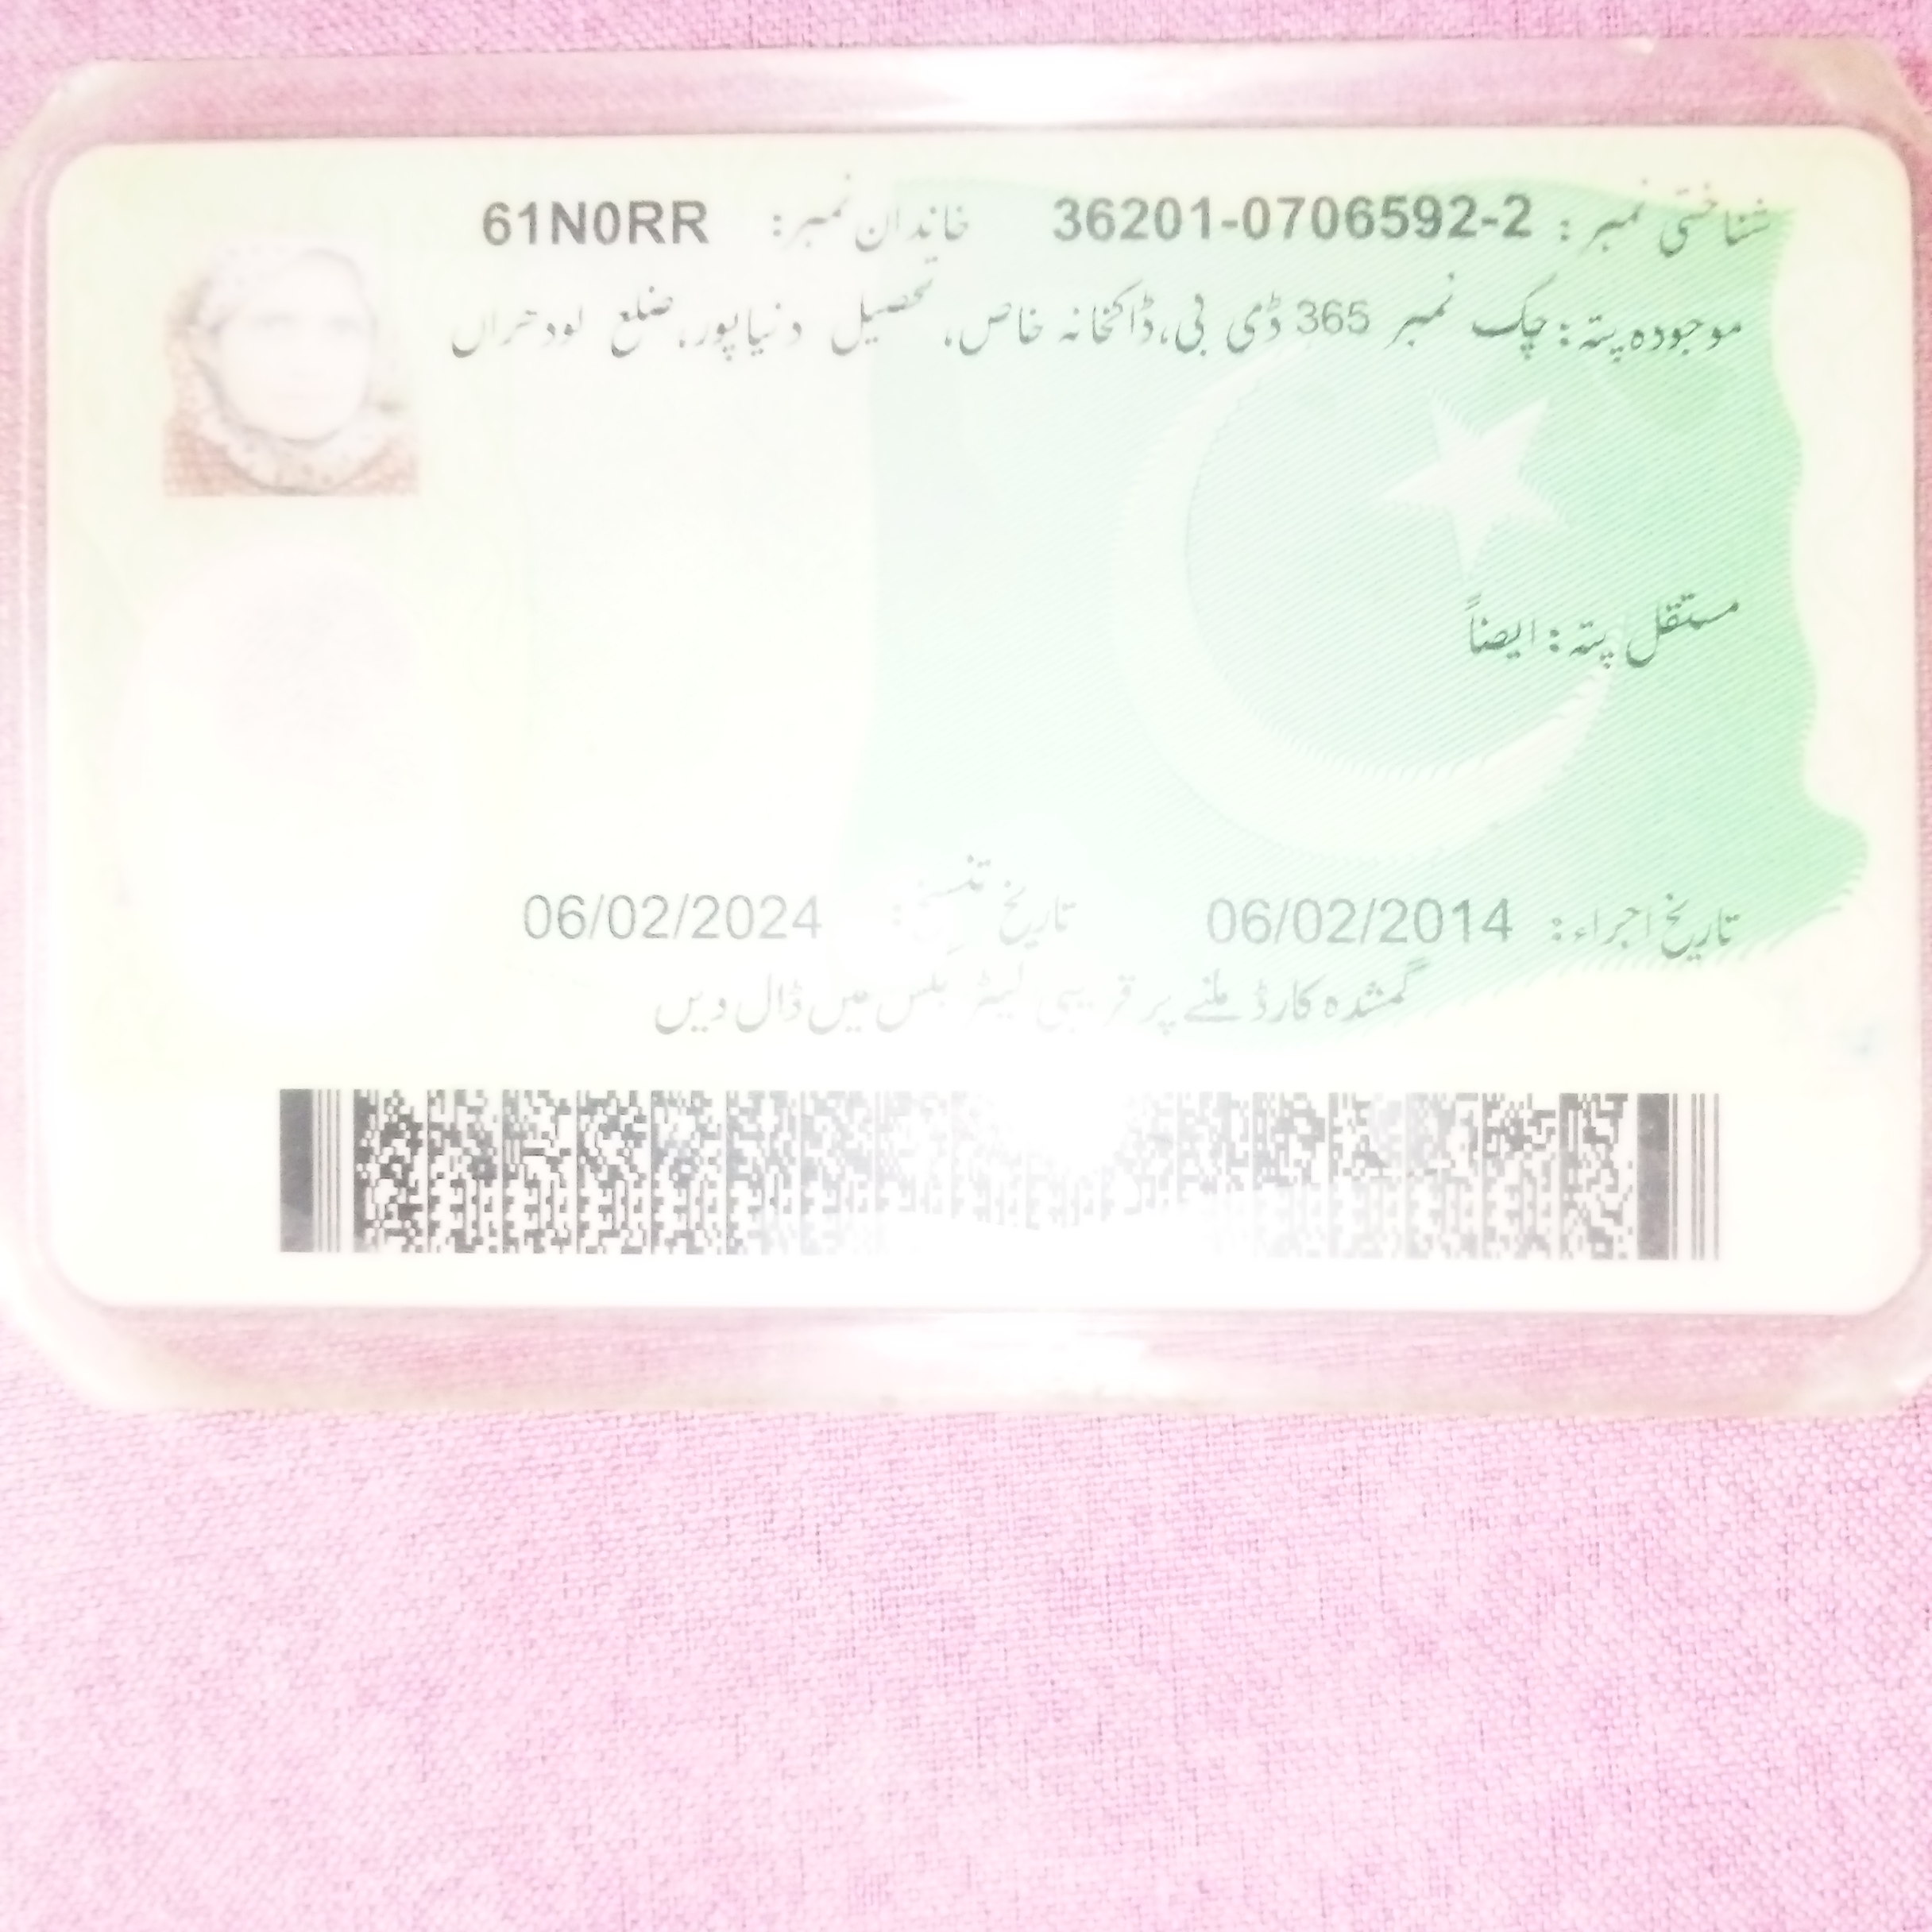 شناختی نمبر: 36201-0706592-2 خاندان نمبر: 61N0RR
موجودہ پتہ: چک نمبر 365 ڈی بی، ڈاکخانہ خاص، تحصیل دنیاپور، ضلع لودھراں
مستقل پتہ: ایضاً
تاریخ اجراء: 06/02/2014 تاریخ تنسیخ: 06/02/2024
گمشدہ کارڈ ملنے پر قریبی لیٹر بکس میں ڈال دیں